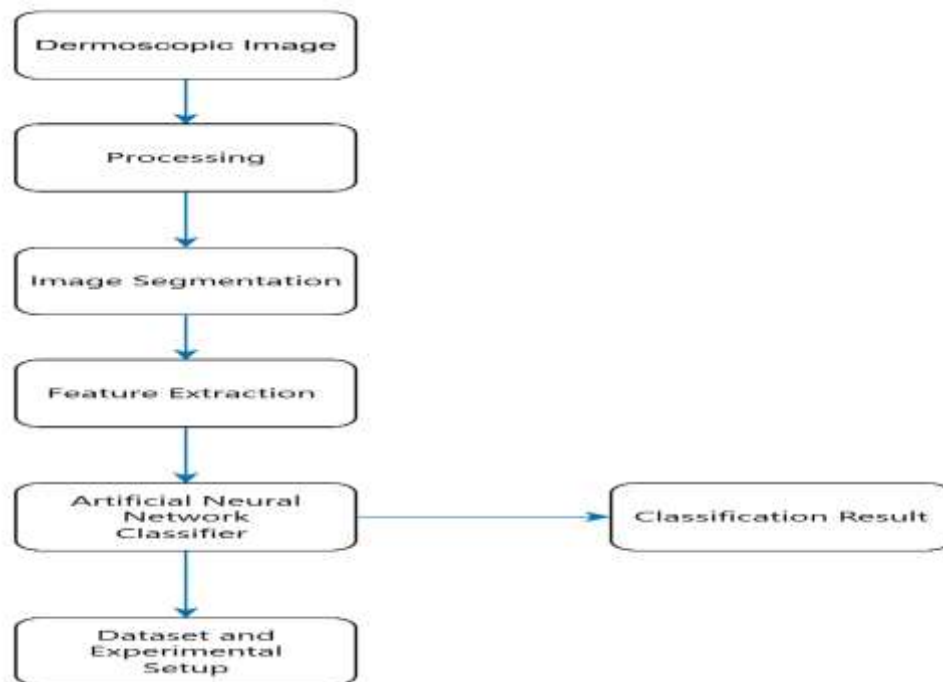 Dermoscopic Image
Processing
Image Segmentation
Feature Extraction
Artificial Neural
Network
Classifier
Classification Result
Dataset and
Experimental
Setup